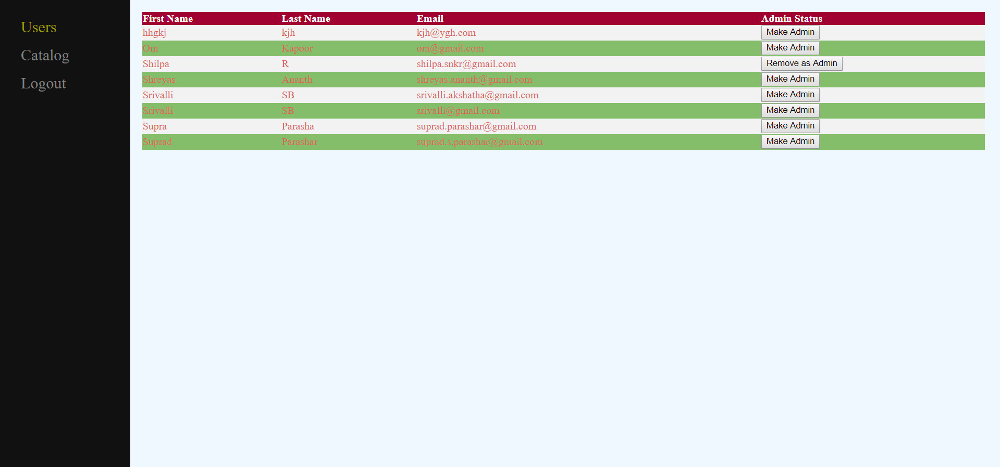 Users
Catalog
Logout
First Name Last Name Email Admin Status
hhgkj kjh kjh@ygh.com Make Admin
Om Kapoor om@gmail.com Make Admin
Shilpa R shilpa.snkr@gmail.com Remove as Admin
Shreyas Ananth shreyas.ananth@gmail.com Make Admin
Srivalli SB srivalli.akshatha@gmail.com Make Admin
Srivalli SB srivalli@gmail.com Make Admin
Supra Parasha suprad.parashar@gmail.com Make Admin
Suprad Parashar suprad.s.parashar@gmail.com Make Admin